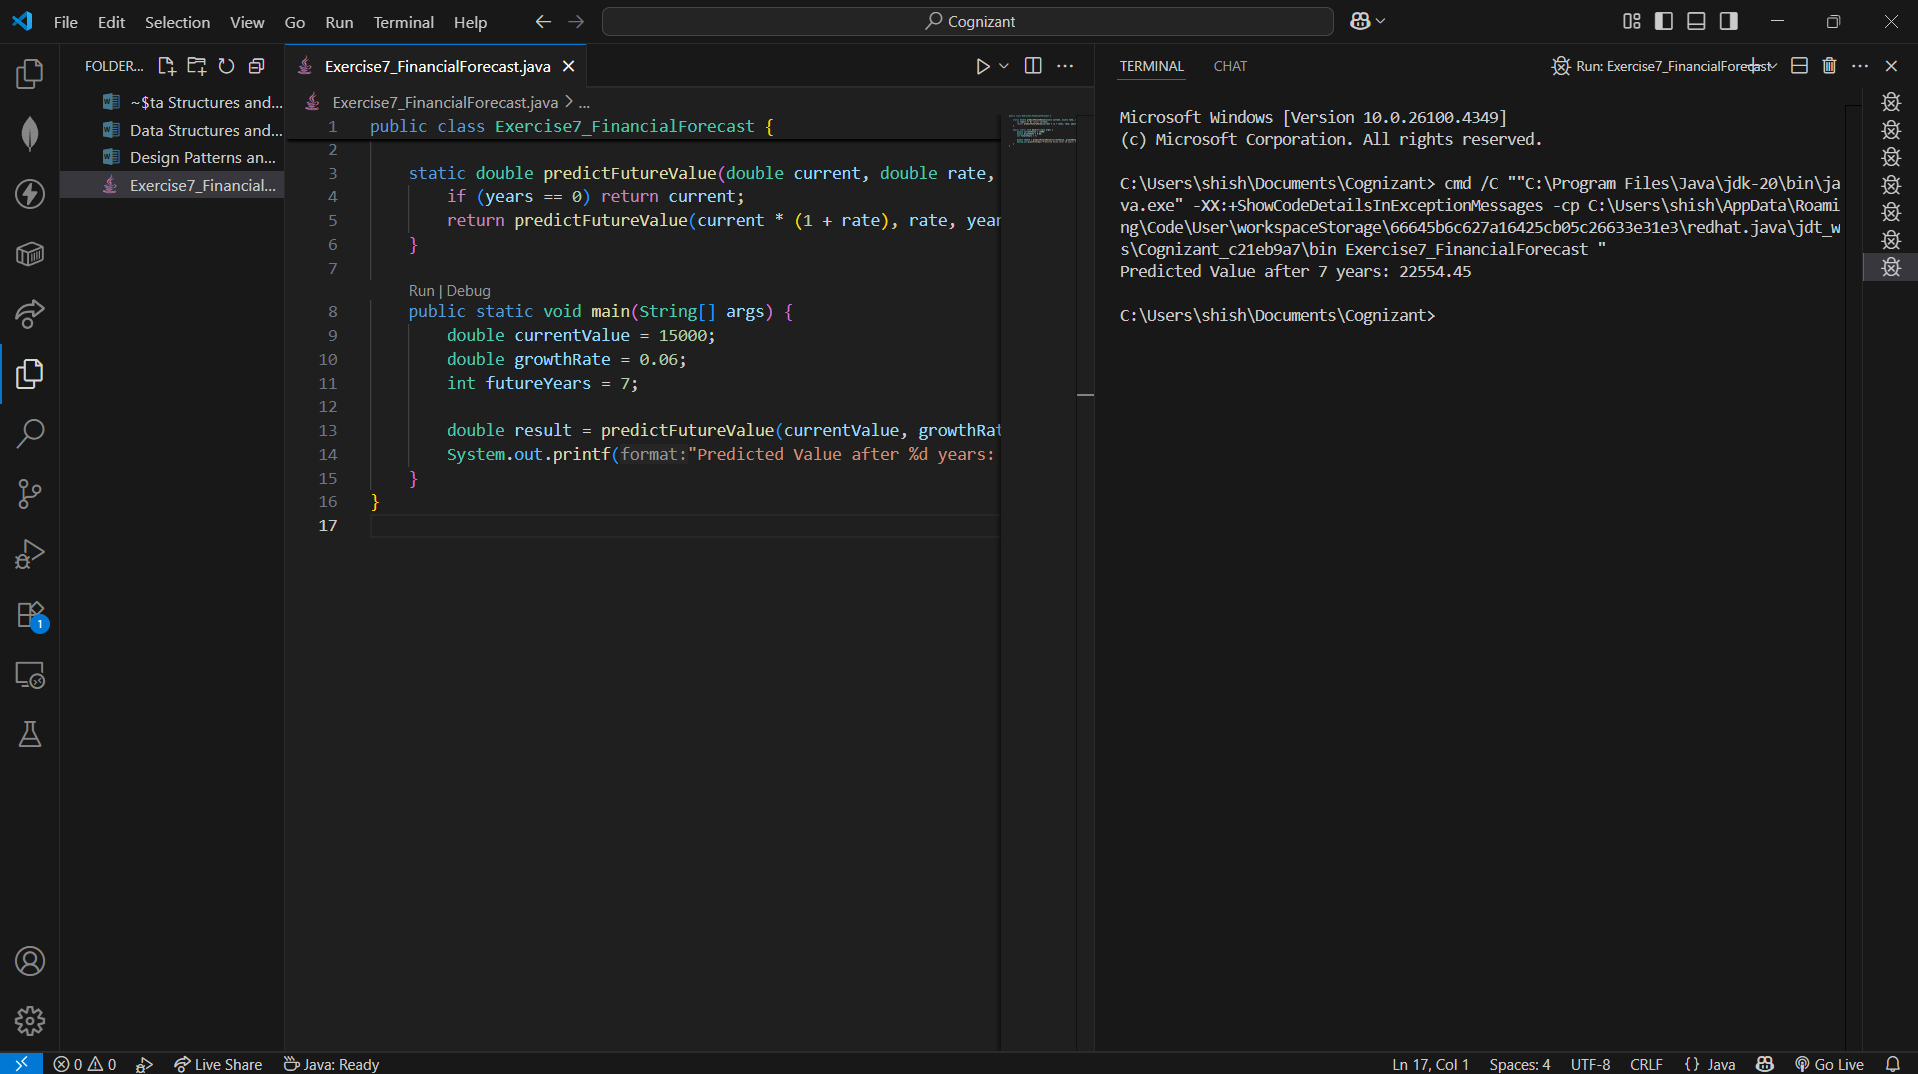 File Edit Selection View Go Run Terminal Help
Cognizant
FOLDER...
~$ta Structures and...
Data Structures and...
Design Patterns an...
Exercise7_Financial...
1
Exercise7_FinancialForecast.java
Exercise7_FinancialForecast.java > ...
1 public class Exercise7_FinancialForecast {
2
3 static double predictFutureValue(double current, double rate,
4 if (years == 0) return current;
5 return predictFutureValue(current * (1 + rate), rate, year
6 }
7
Run | Debug
8 public static void main(String[] args) {
9 double currentValue = 15000;
10 double growthRate = 0.06;
11 int futureYears = 7;
12
13 double result = predictFutureValue(currentValue, growthRat
14 System.out.printf(format:"Predicted Value after %d years:
15 }
16 }
17
TERMINAL CHAT
Run: Exercise7_FinancialForecast
Microsoft Windows [Version 10.0.26100.4349]
(c) Microsoft Corporation. All rights reserved.
C:\Users\shish\Documents\Cognizant> cmd /C ""C:\Program Files\Java\jdk-20\bin\ja
va.exe" -XX:+ShowCodeDetailsInExceptionMessages -cp C:\Users\shish\AppData\Roami
ng\Code\User\workspaceStorage\66645b6c627a16425cb05c26633e31e3\redhat.java\jdt_w
s\Cognizant_c21eb9a7\bin Exercise7_FinancialForecast "
Predicted Value after 7 years: 22554.45
C:\Users\shish\Documents\Cognizant>
0 0 Live Share Java: Ready
Ln 17, Col 1 Spaces: 4 UTF-8 CRLF {} Java Go Live